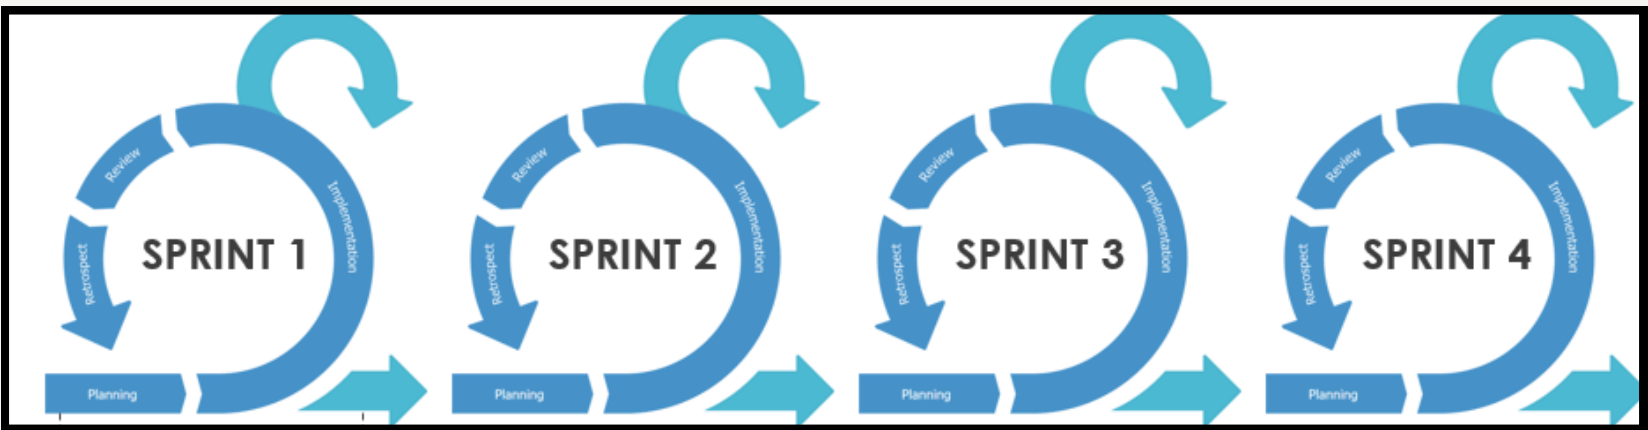 Review
Implementation
SPRINT 1
Retrospect
Planning
Review
Implementation
SPRINT 2
Retrospect
Planning
Review
Implementation
SPRINT 3
Retrospect
Planning
Review
Implementation
SPRINT 4
Retrospect
Planning